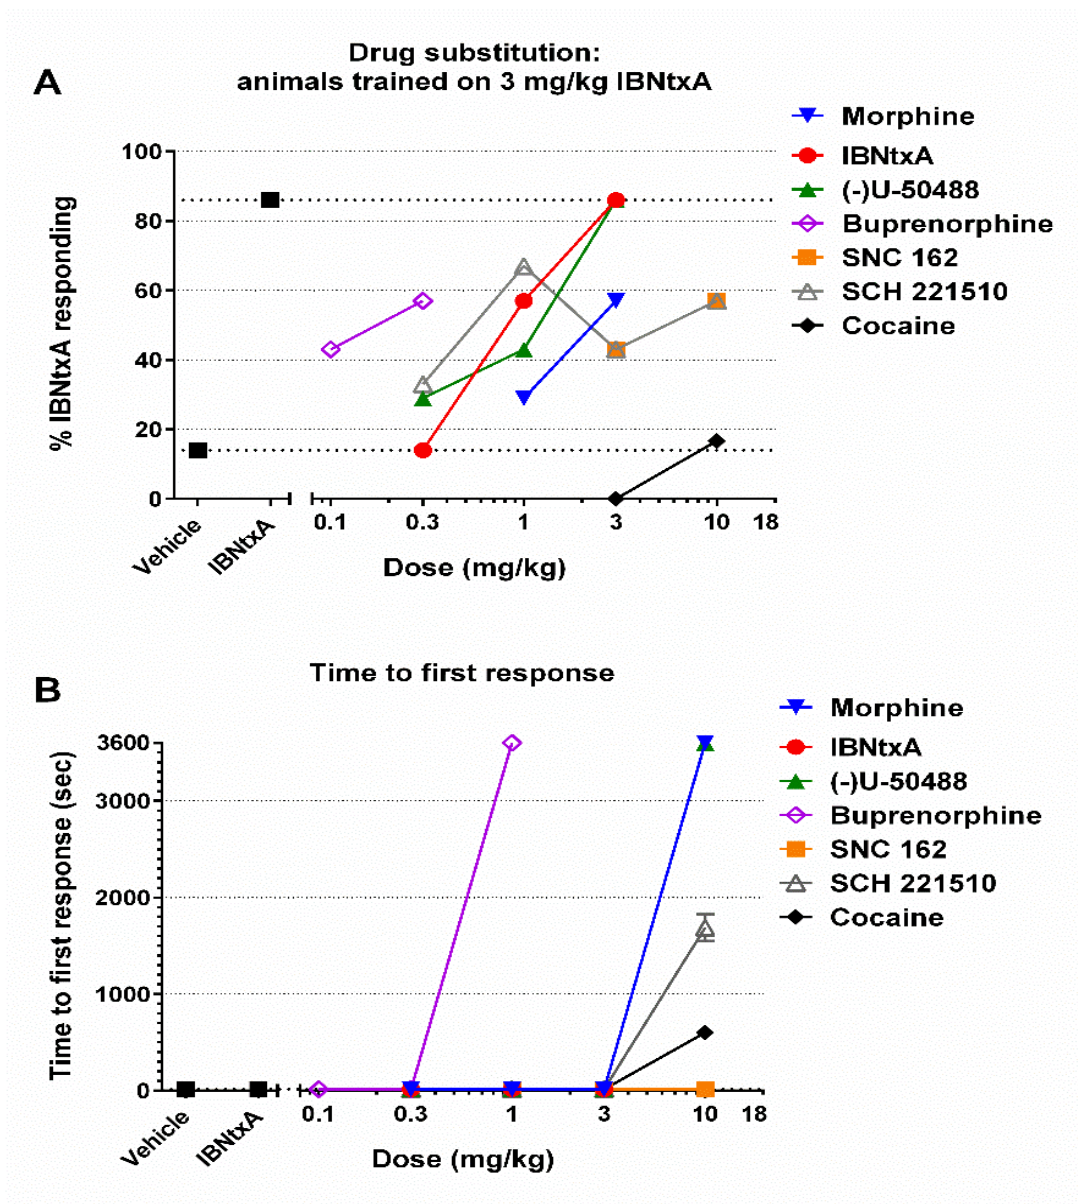 A
Drug substitution:
animals trained on 3 mg/kg IBNtxA
% IBNtxA responding
100
80
60
40
20
0
Vehicle
IBNtxA
0.1
0.3
1
3
10
18
Dose (mg/kg)
Morphine
IBNtxA
(-)U-50488
Buprenorphine
SNC 162
SCH 221510
Cocaine
B
Time to first response
Time to first response (sec)
3600
3000
2000
1000
0
Vehicle
IBNtxA
0.1
0.3
1
3
10
18
Dose (mg/kg)
Morphine
IBNtxA
(-)U-50488
Buprenorphine
SNC 162
SCH 221510
Cocaine